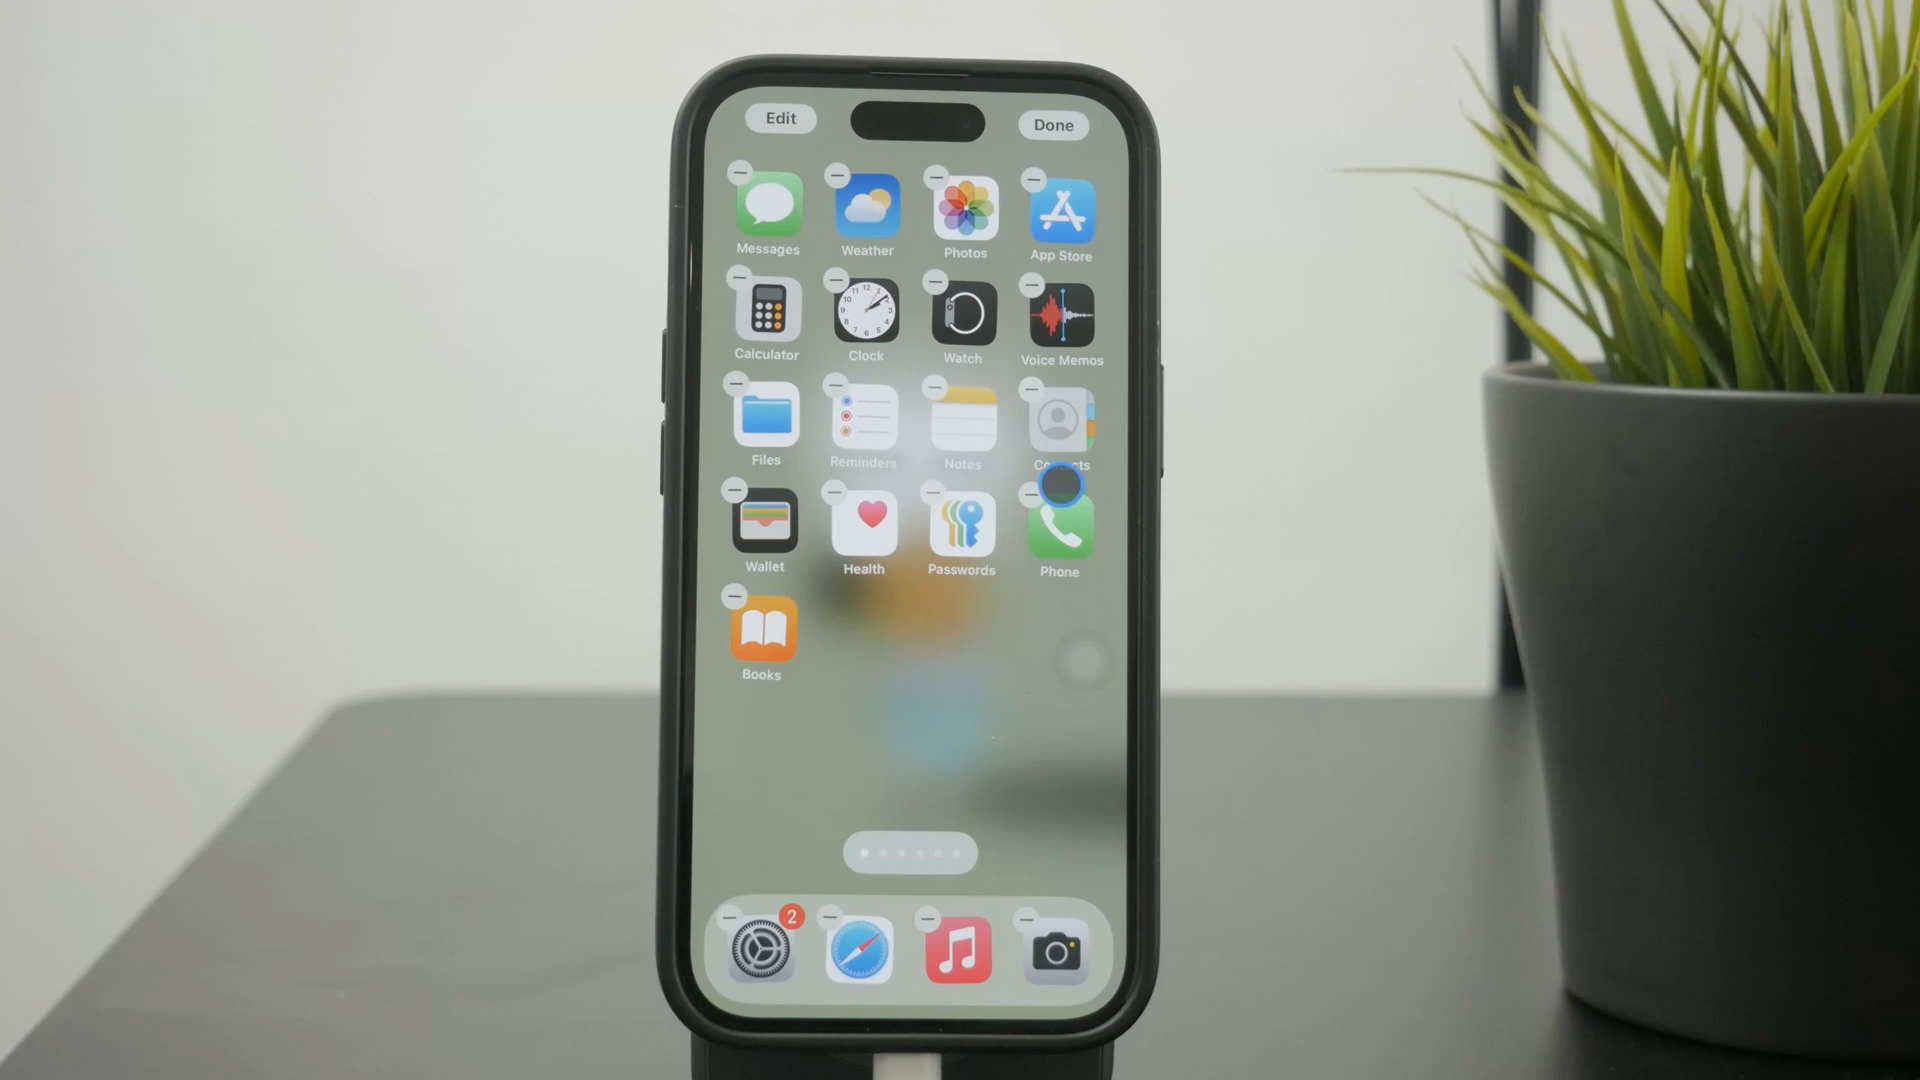 Edit
Done
Messages
Weather
Photos
App Store
Calculator
Clock
Watch
Voice Memos
Files
Reminders
Notes
Contacts
Wallet
Health
Passwords
Phone
Books
2